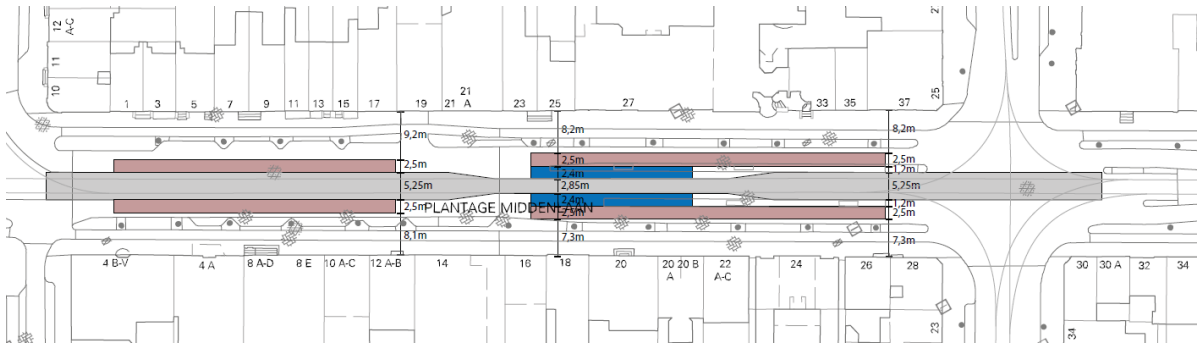 12
A-C
11
10
1 3 5 7 9 11 13 15 17 19 21 21
A 23 25 27 33 35 37
25
27
9,2m
8,2m
8,2m
2,5m
2,5m
2,5m
2,4m
1,2m
5,25m
2,85m
5,25m
2,4m
1,2m
2,5m
PLANTAGE MIDDENLAAN
2,5m
2,5m
8,1m
7,3m
7,3m
4 B-V 4 A 8 A-D 8 E 10 A-C 12 A-B 14 16 18 20 20
A 20 B 22
A-C 24 26 28 30 30 A 32 34
23
34